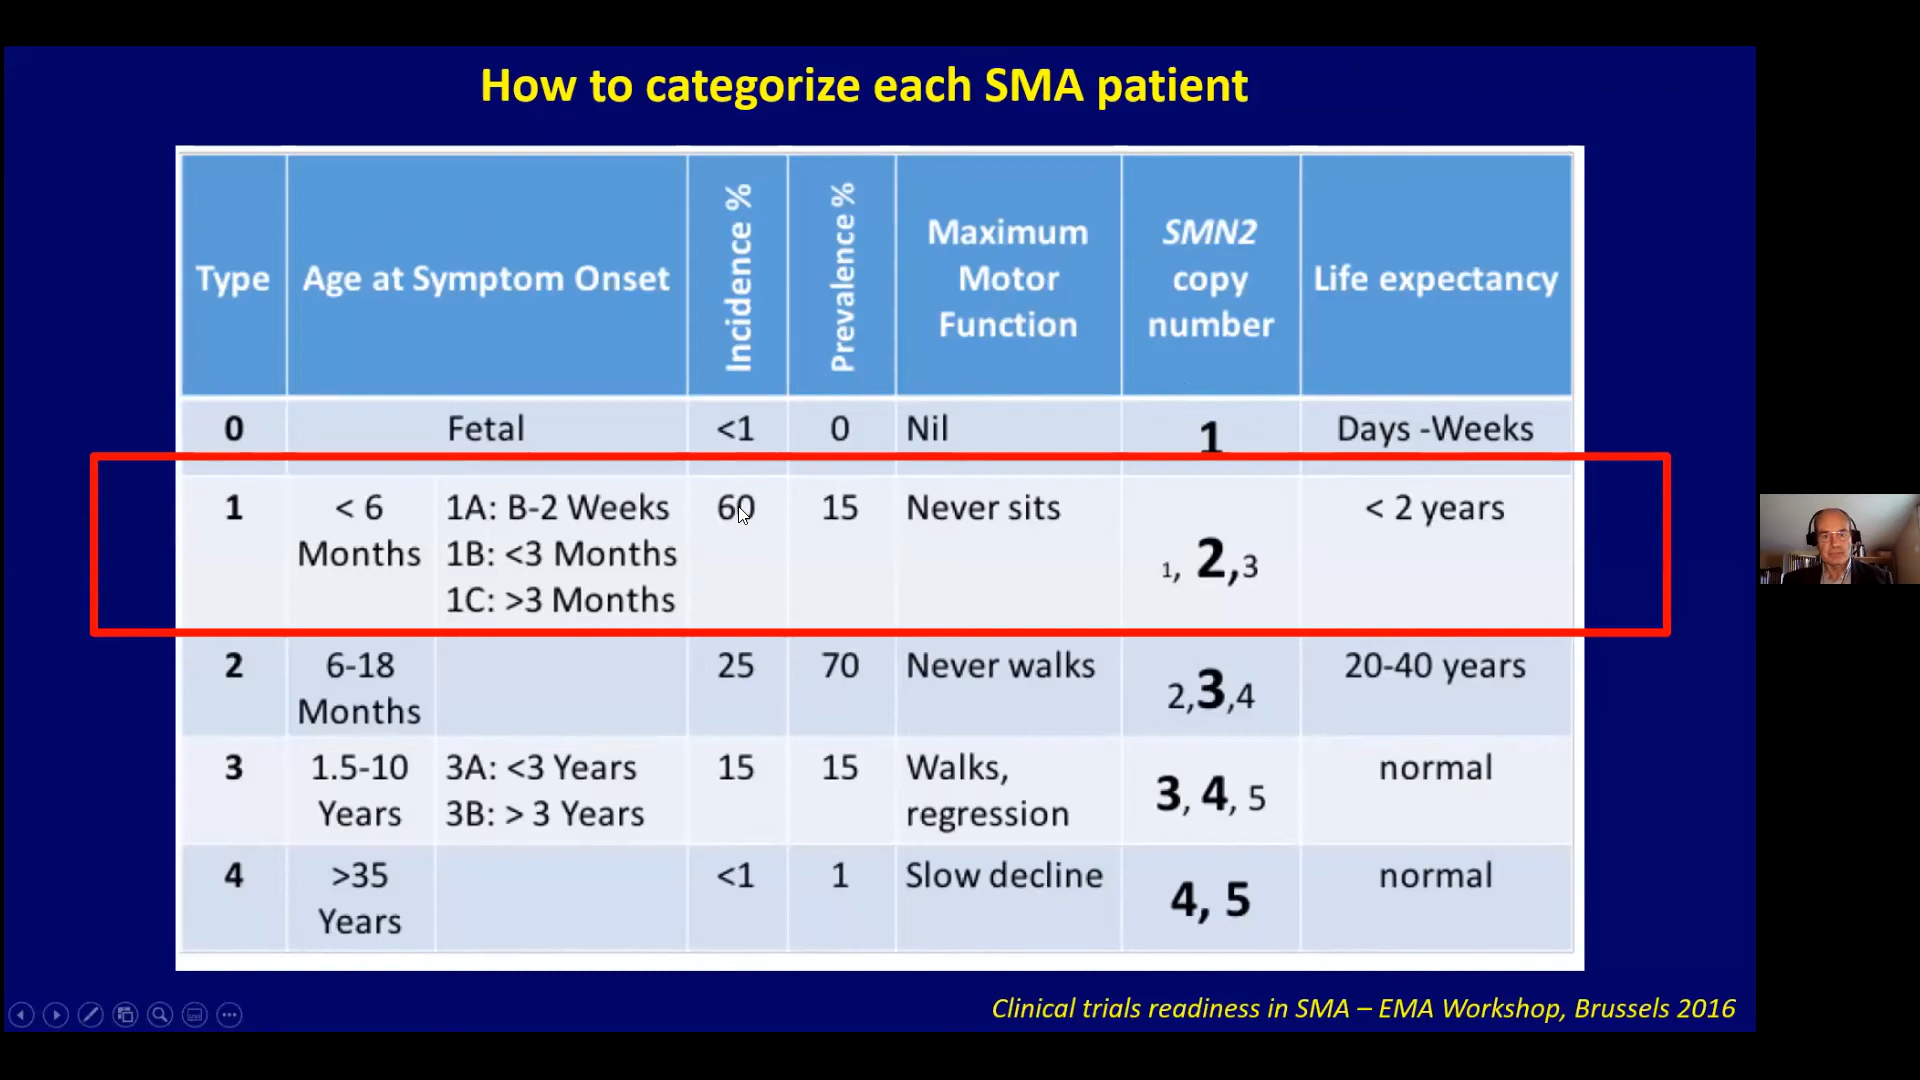 How to categorize each SMA patient
Type Age at Symptom Onset Incidence % Prevalence % Maximum Motor Function SMN2 copy number Life expectancy
0 Fetal <1 0 Nil 1 Days -Weeks
1 < 6 Months 1A: B-2 Weeks 1B: <3 Months 1C: >3 Months 60 15 Never sits 1, 2,3 < 2 years
2 6-18 Months 25 70 Never walks 2,3,4 20-40 years
3 1.5-10 Years 3A: <3 Years 3B: > 3 Years 15 15 Walks, regression 3, 4, 5 normal
4 >35 Years <1 1 Slow decline 4, 5 normal
Clinical trials readiness in SMA – EMA Workshop, Brussels 2016